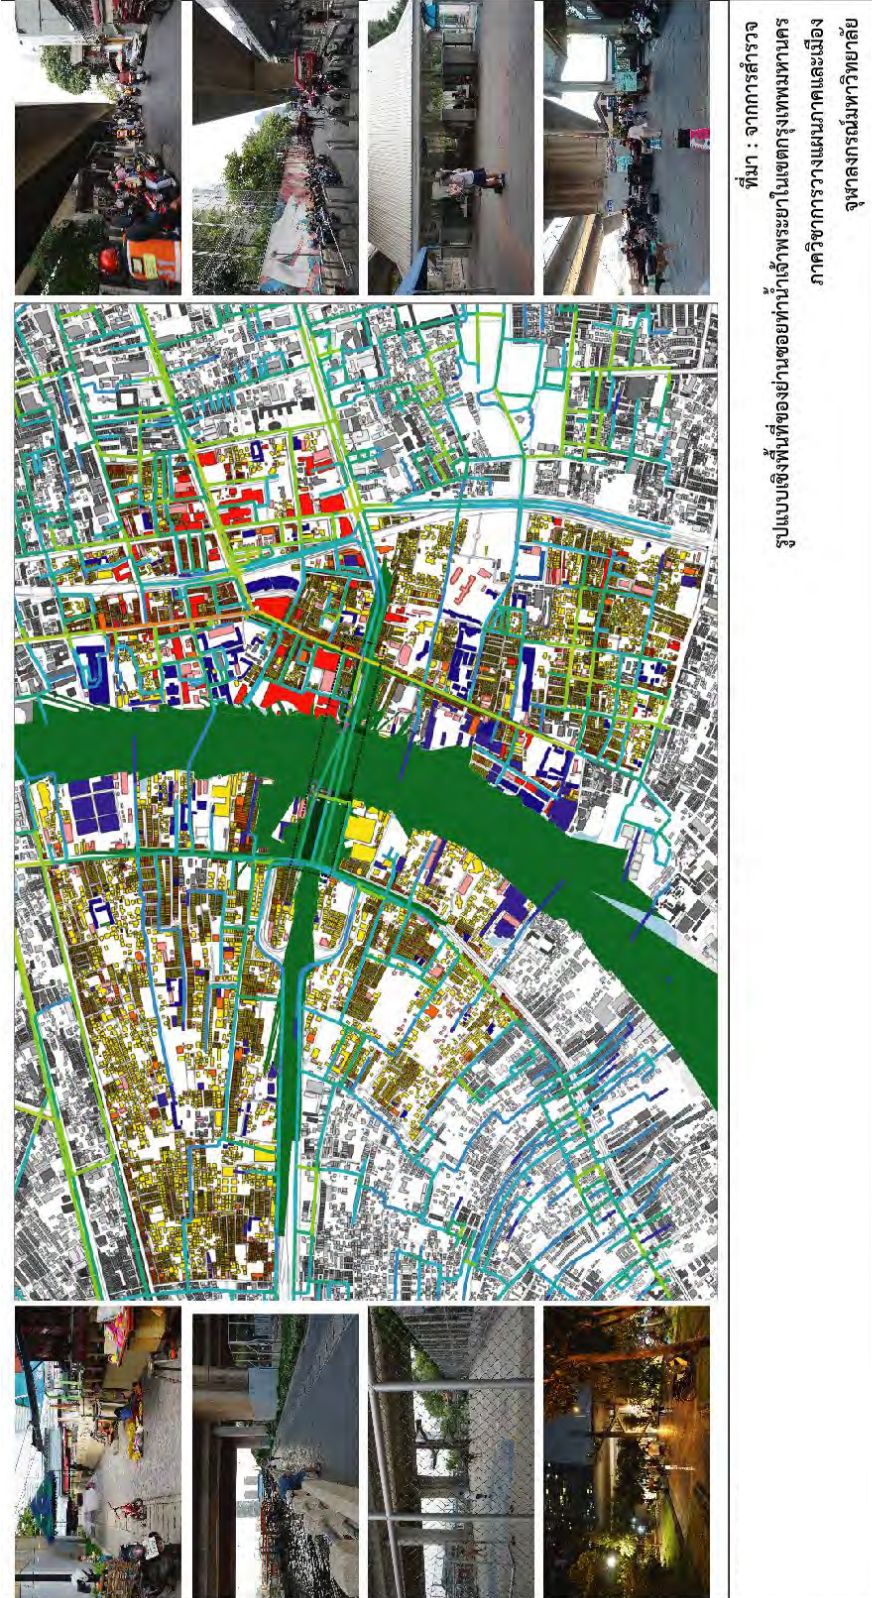 ที่มา : จากการสำรวจ
รูปแบบเชิงพื้นที่ของย่านซอยท่าน้ำเจ้าพระยาในเขตกรุงเทพมหานคร
ภาควิชาการวางแผนภาคและเมือง
จุฬาลงกรณ์มหาวิทยาลัย